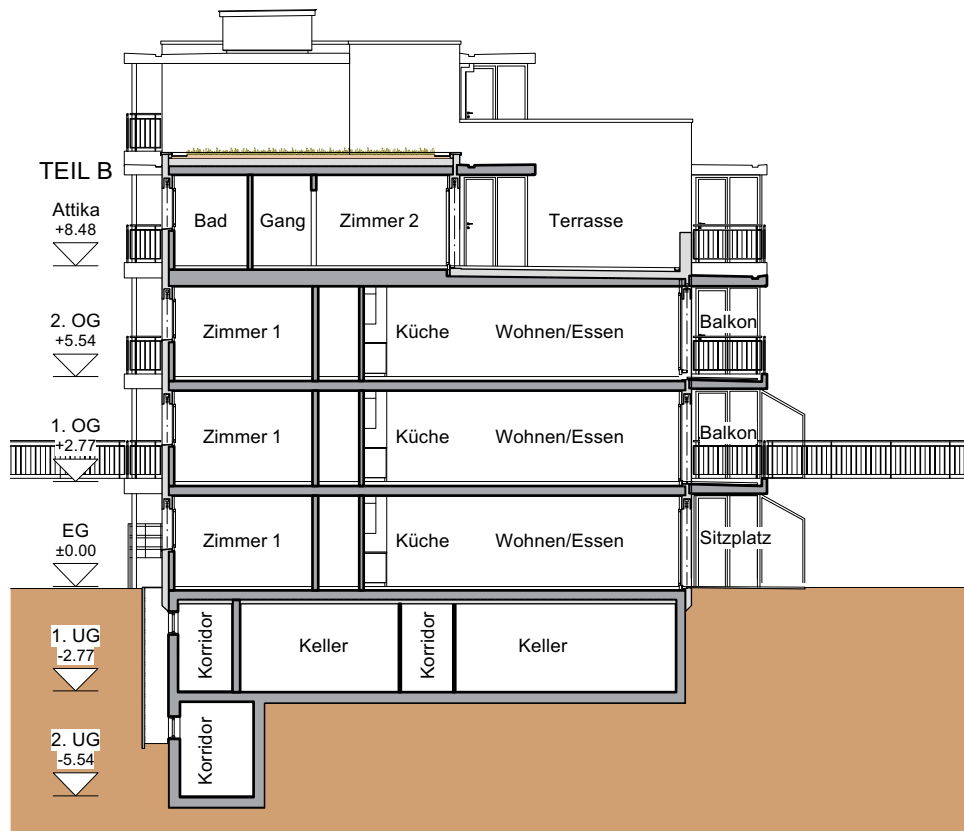 TEIL B
Attika
+8.48
Bad
Gang
Zimmer 2
Terrasse
2. OG
+5.54
Zimmer 1
Küche
Wohnen/Essen
Balkon
1. OG
+2.77
Zimmer 1
Küche
Wohnen/Essen
Balkon
EG
±0.00
Zimmer 1
Küche
Wohnen/Essen
Sitzplatz
1. UG
-2.77
Korridor
Keller
Korridor
Keller
2. UG
-5.54
Korridor